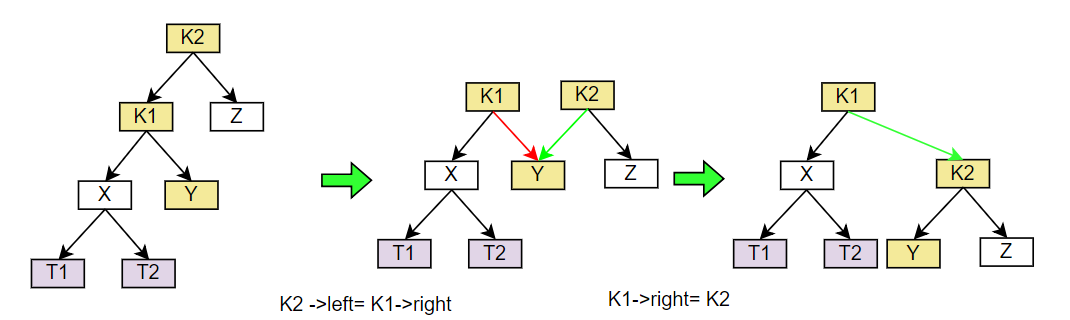 K2
K1
Z
X
Y
T1
T2
K1
K2
X
Y
Z
T1
T2
K2 ->left= K1->right
K1
X
K2
T1
T2
Y
Z
K1->right= K2